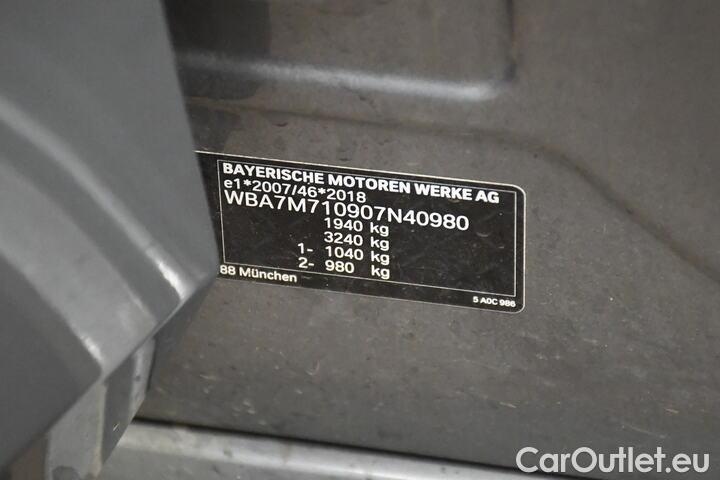 BAYERISCHE MOTOREN WERKE AG
e1*2007/46*2018
WBA7M710907N40980
1940 kg
3240 kg
1- 1040 kg
2- 980 kg
88 München
5 A0C 986
CarOutlet.eu